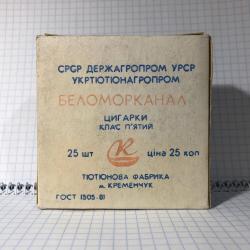 СРСР ДЕРЖАГРОПРОМ УРСР
УКРТЮТЮНАГРОПРОМ
БЕЛОМОРКАНАЛ
ЦИГАРКИ
КЛАС П'ЯТИЙ
25 шт ціна 25 коп
К
ТЮТЮНОВА ФАБРИКА
м. КРЕМЕНЧУК
ГОСТ 1505-81